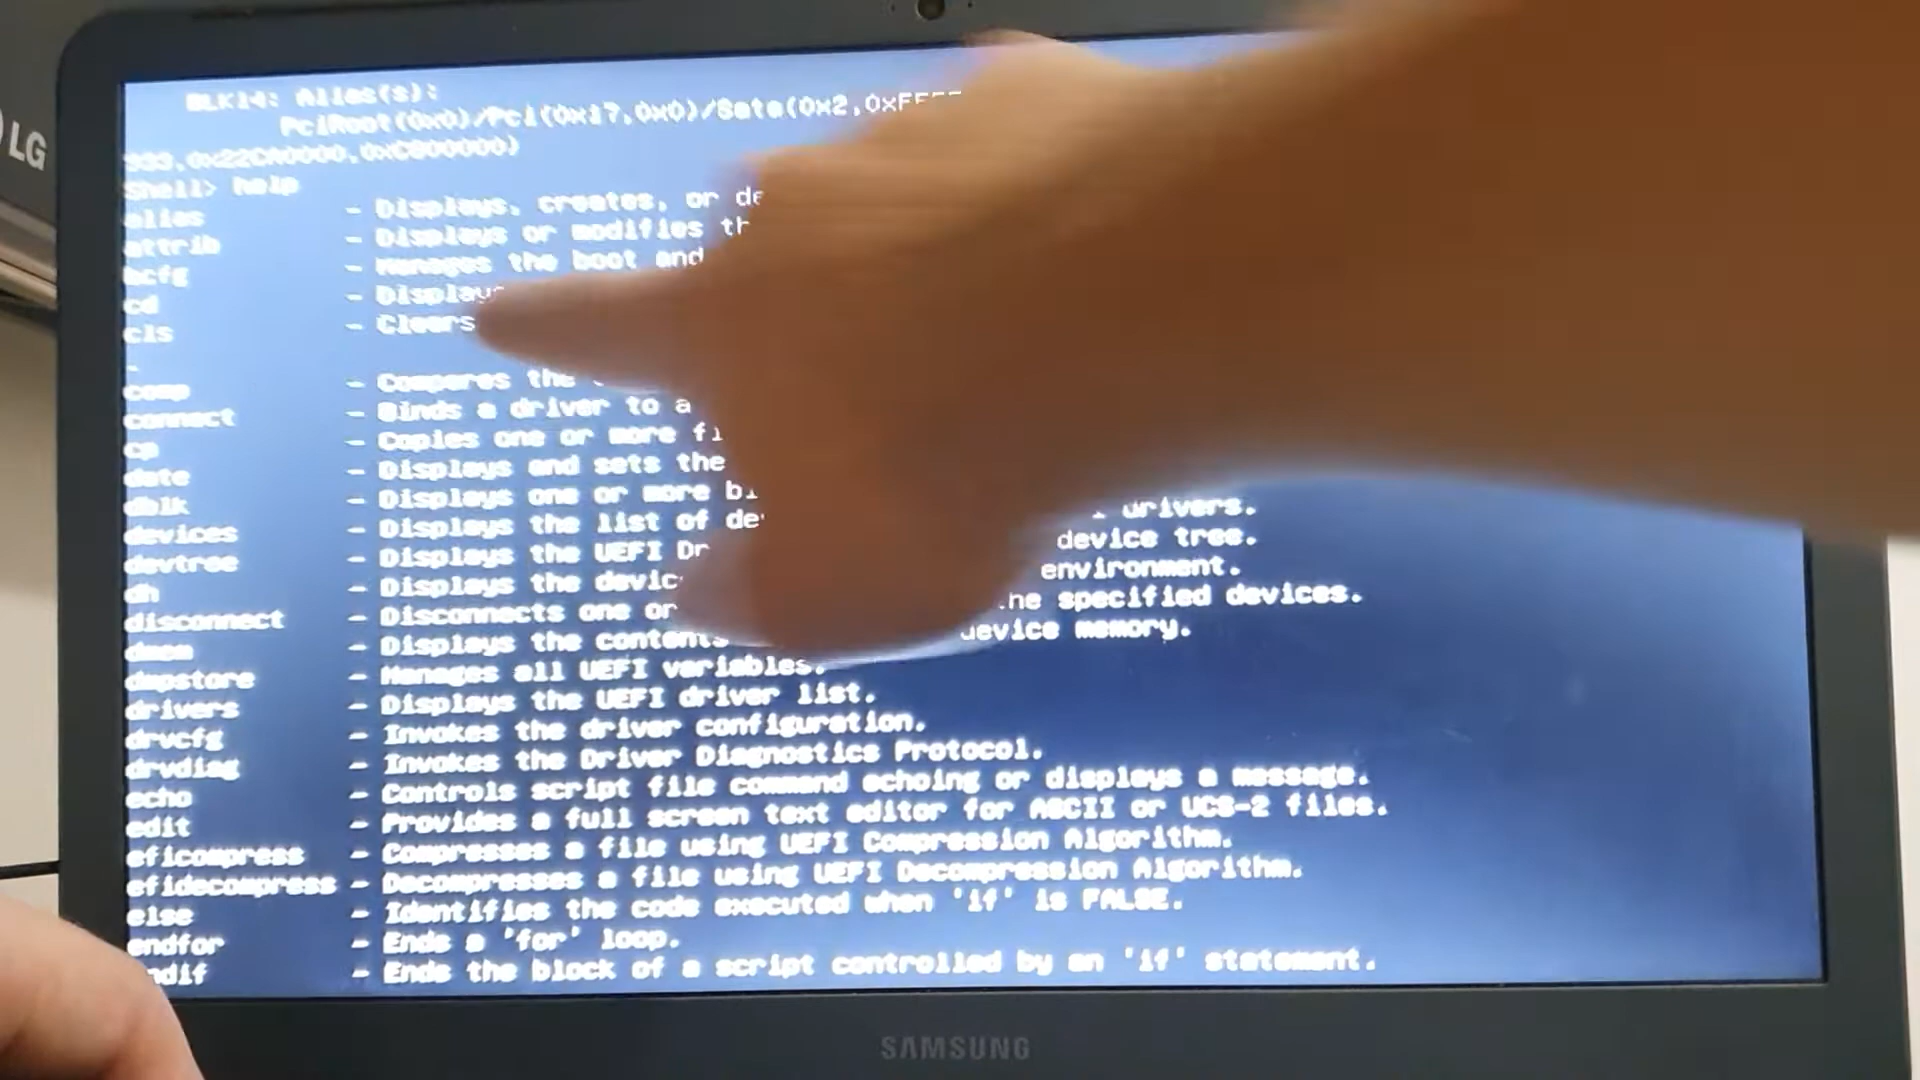 LG
BLK14: Alias(s):
PciRoot(0x0)/Pci(0x17,0x0)/Sata(0x2,0xFFFF
333,0x22CA0000,0xC800000)
Shell> help
alias - Displays, creates, or de
attrib - Displays or modifies th
bcfg - Manages the boot and
cd - Displays
cls - Clears
comp - Compares the
connect - Binds a driver to a
cp - Copies one or more fi
date - Displays and sets the
dblk - Displays one or more bl
devices - Displays the list of de drivers.
devtree - Displays the UEFI Dr device tree.
dh - Displays the devic environment.
disconnect - Disconnects one or the specified devices.
dmem - Displays the contents device memory.
dmpstore - Manages all UEFI variables.
drivers - Displays the UEFI driver list.
drvcfg - Invokes the driver configuration.
drvdiag - Invokes the Driver Diagnostics Protocol.
echo - Controls script file command echoing or displays a message.
edit - Provides a full screen text editor for ASCII or UCS-2 files.
eficompress - Compresses a file using UEFI Compression Algorithm.
efidecompress - Decompresses a file using UEFI Decompression Algorithm.
else - Identifies the code executed when 'if' is FALSE.
endfor - Ends a 'for' loop.
ndif - Ends the block of a script controlled by an 'if' statement.
SAMSUNG